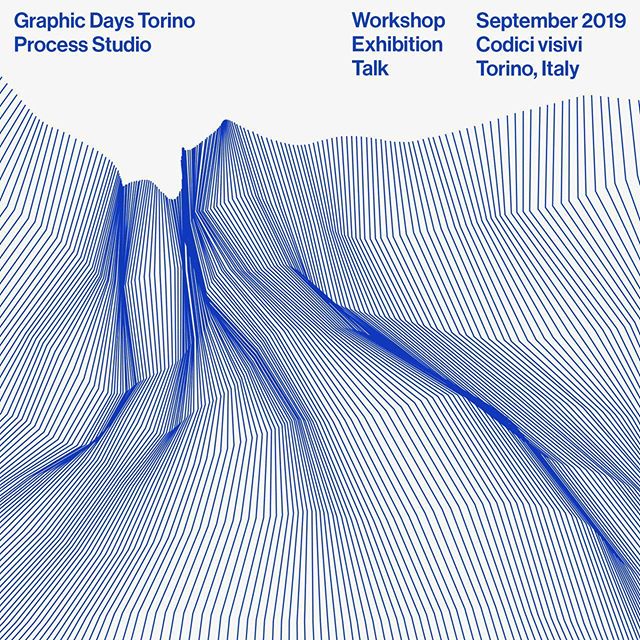 Graphic Days Torino
Process Studio
Workshop
Exhibition
Talk
September 2019
Codici visivi
Torino, Italy